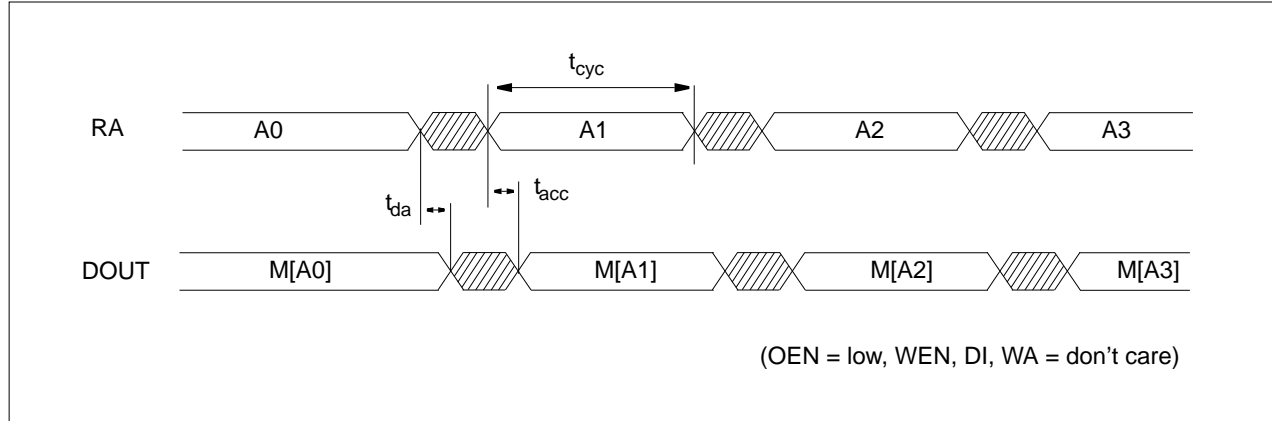 t_cyc
RA A0 A1 A2 A3
t_da t_acc
DOUT M[A0] M[A1] M[A2] M[A3]
(OEN = low, WEN, DI, WA = don't care)